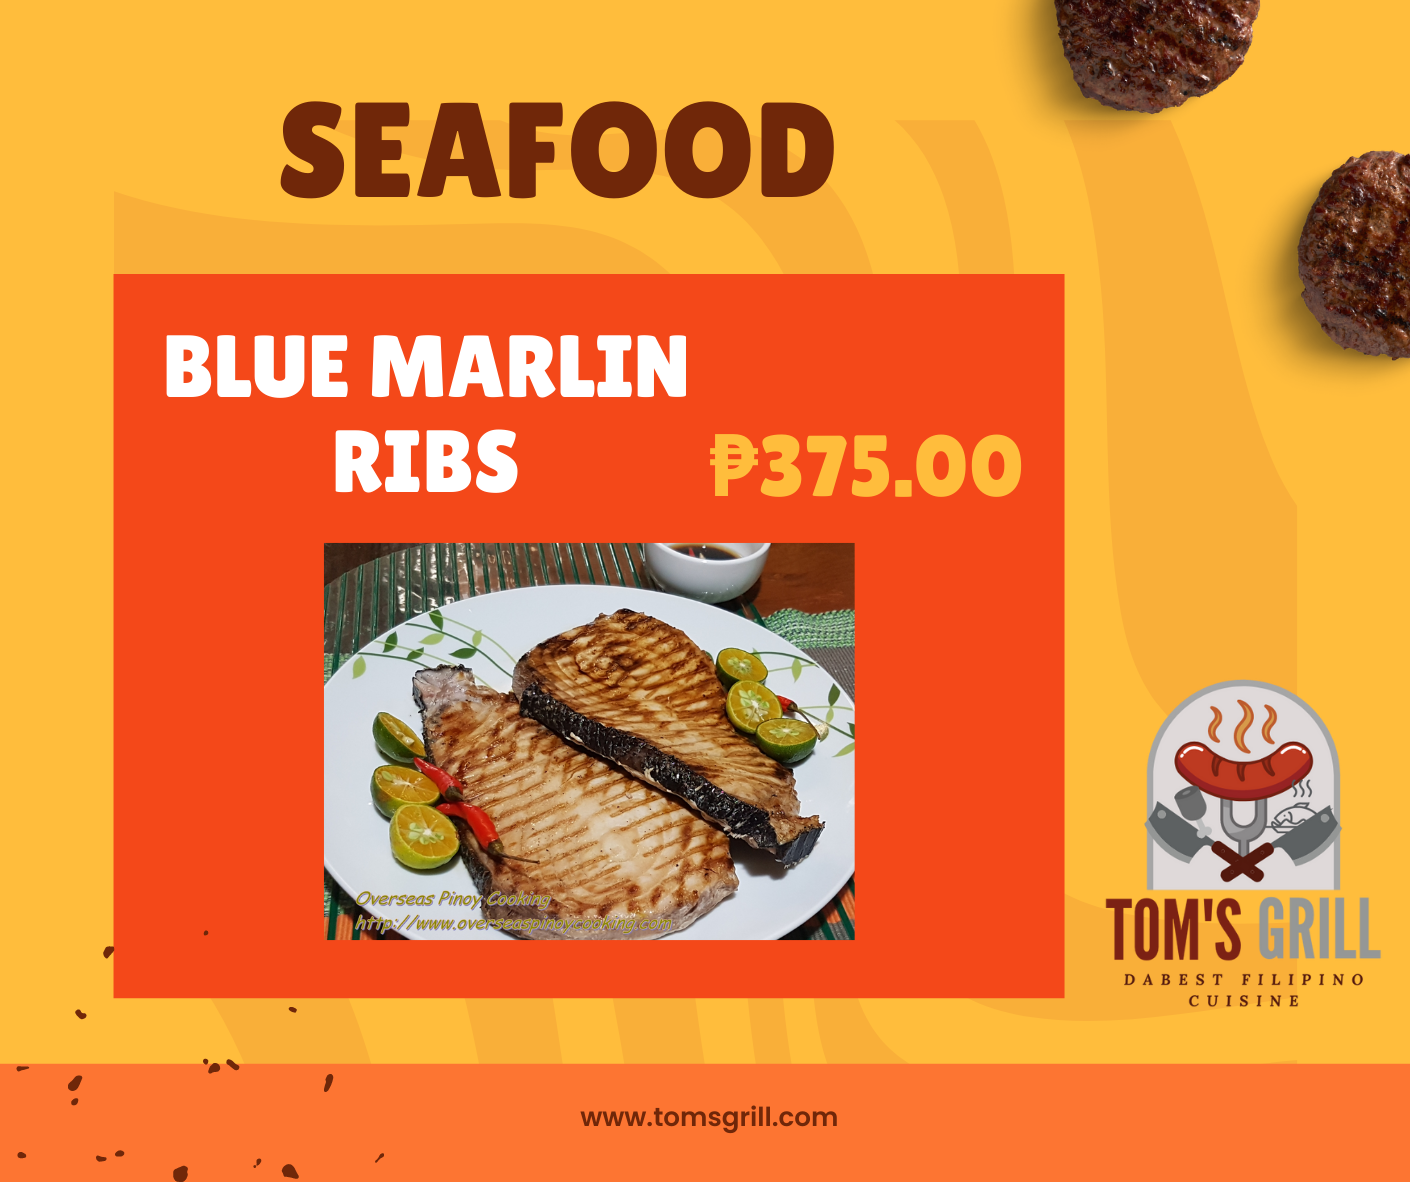 SEAFOOD
BLUE MARLIN
RIBS
₱375.00
Overseas Pinoy Cooking
http://www.overseaspinoycooking.com
TOM'S GRILL
DABEST FILIPINO
CUISINE
www.tomsgrill.com